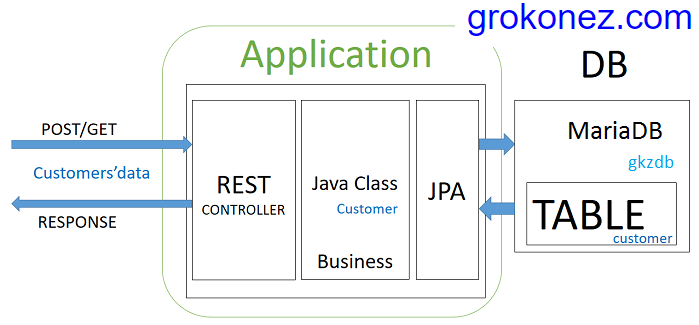 grokonez.com
Application
DB
POST/GET
Customers'data
RESPONSE
REST
CONTROLLER
Java Class
Customer
Business
JPA
MariaDB
gkzdb
TABLE
customer